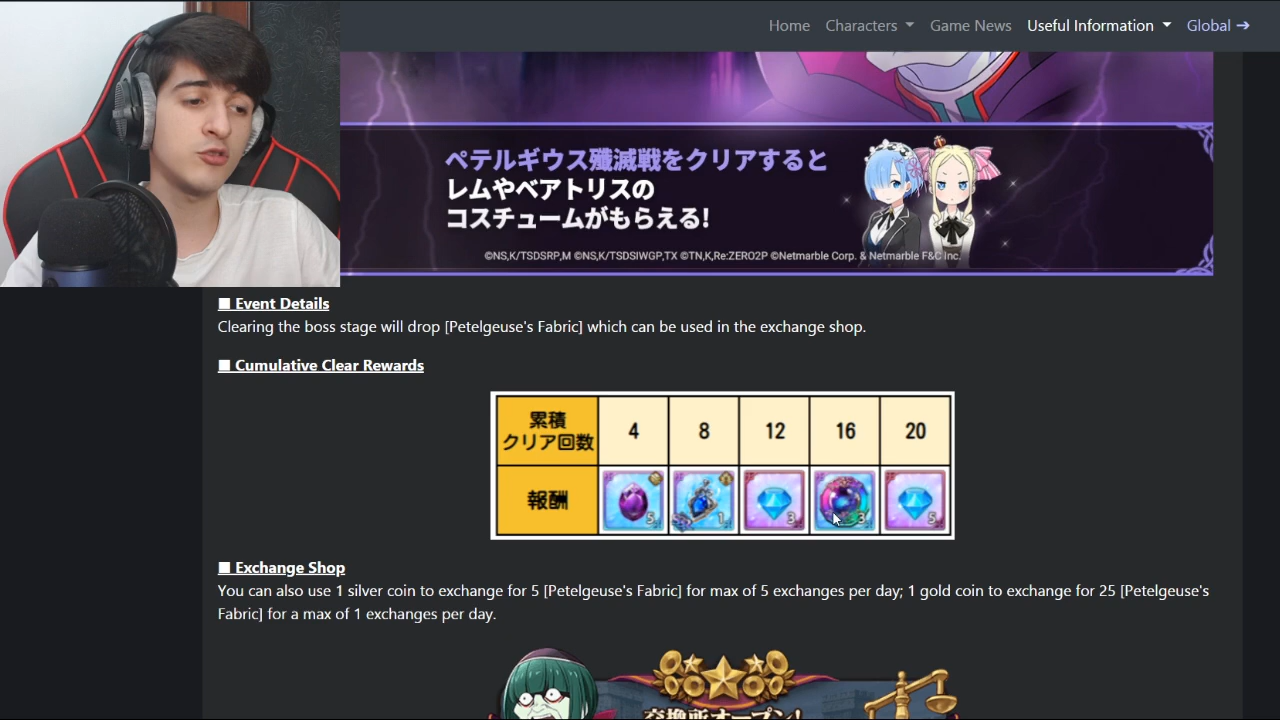 Home Characters Game News Useful Information Global →
ペテルギウス殲滅戦をクリアすると
レムやベアトリスの
コスチュームがもらえる!
©NS,K/TSDSRP,M ©NS,K/TSDSIWGP,TX ©TN,K,Re:ZERO2P ©Netmarble Corp. & Netmarble F&C Inc.
■ Event Details
Clearing the boss stage will drop [Petelgeuse's Fabric] which can be used in the exchange shop.
■ Cumulative Clear Rewards
累積
クリア回数 4 8 12 16 20
報酬 5 1 3 3 5
■ Exchange Shop
You can also use 1 silver coin to exchange for 5 [Petelgeuse's Fabric] for max of 5 exchanges per day; 1 gold coin to exchange for 25 [Petelgeuse's
Fabric] for a max of 1 exchanges per day.
交換所オープン!